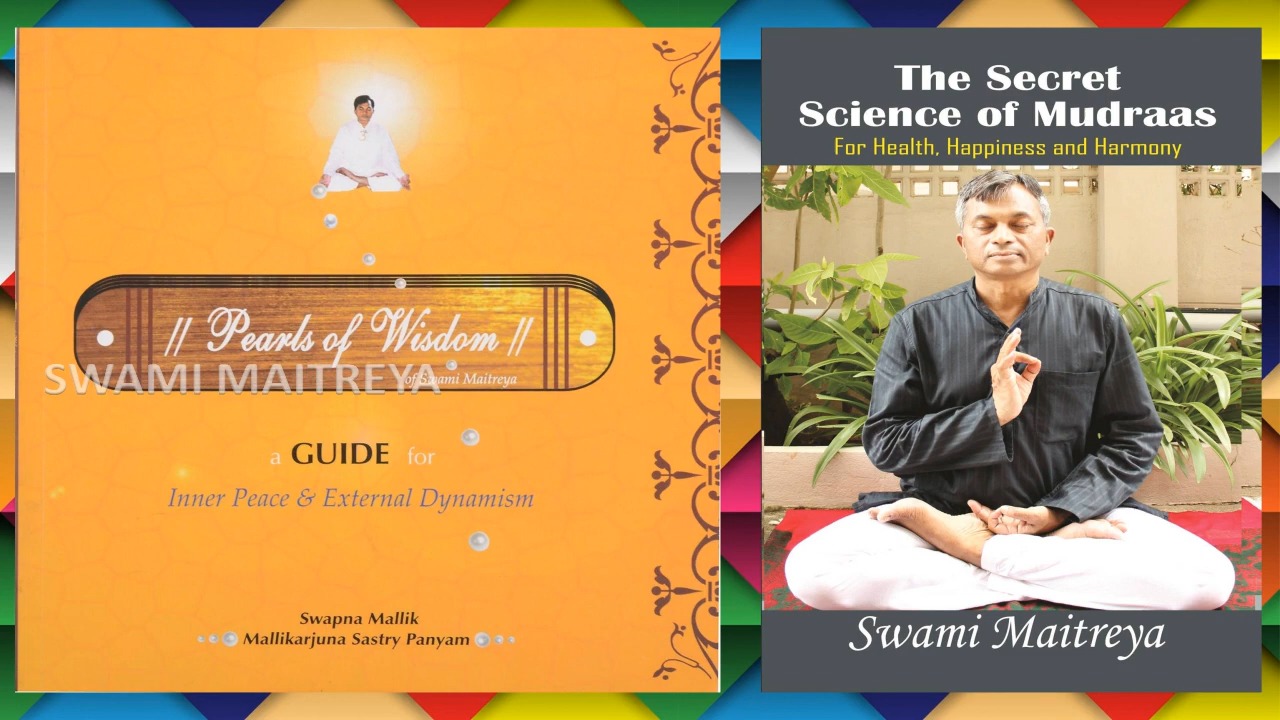 // Pearls of Wisdom //
of Swami Maitreya
SWAMI MAITREYA
a GUIDE for
Inner Peace & External Dynamism
Swapna Mallik
Mallikarjuna Sastry Panyam
The Secret
Science of Mudraas
For Health, Happiness and Harmony
Swami Maitreya